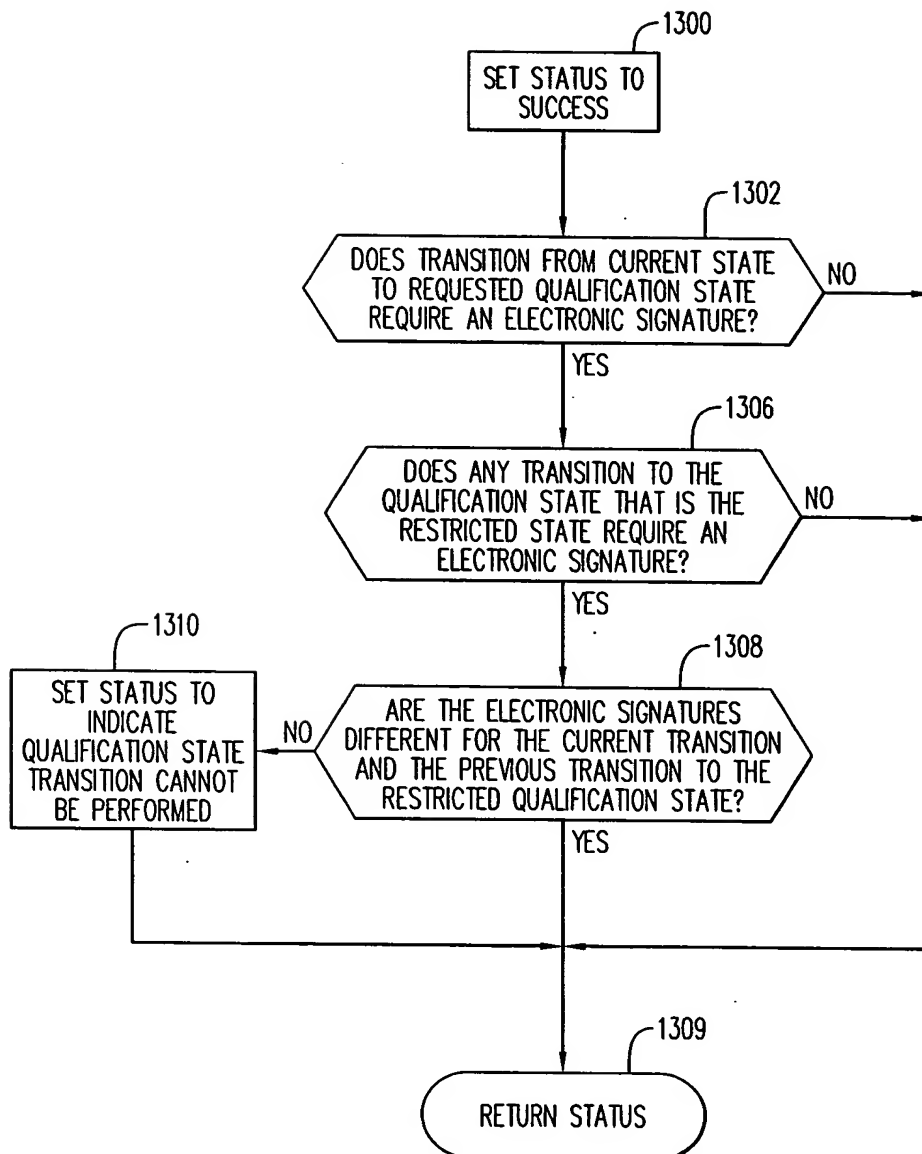 1300
SET STATUS TO
SUCCESS
1302
DOES TRANSITION FROM CURRENT STATE
TO REQUESTED QUALIFICATION STATE
REQUIRE AN ELECTRONIC SIGNATURE?
NO
YES
1306
DOES ANY TRANSITION TO THE
QUALIFICATION STATE THAT IS THE
RESTRICTED STATE REQUIRE AN
ELECTRONIC SIGNATURE?
NO
YES
1310
SET STATUS TO
INDICATE
QUALIFICATION STATE
TRANSITION CANNOT
BE PERFORMED
NO
1308
ARE THE ELECTRONIC SIGNATURES
DIFFERENT FOR THE CURRENT TRANSITION
AND THE PREVIOUS TRANSITION TO THE
RESTRICTED QUALIFICATION STATE?
YES
1309
RETURN STATUS